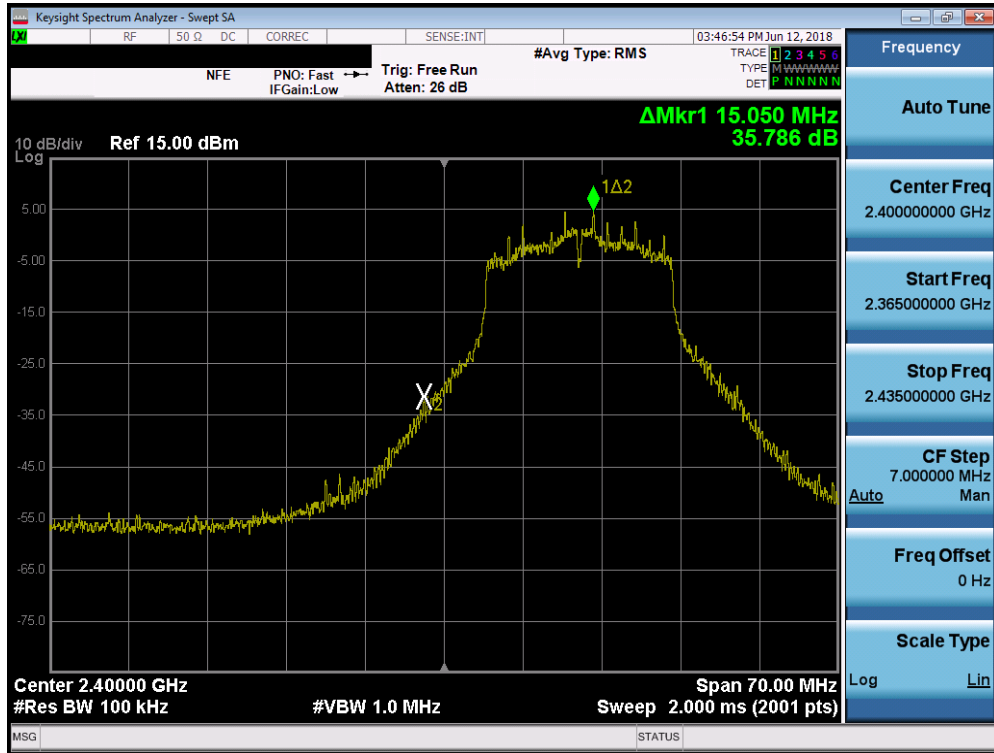 Keysight Spectrum Analyzer - Swept SA
LXI RF 50 Ω DC CORREC SENSE:INT 03:46:54 PM Jun 12, 2018
NFE PNO: Fast Trig: Free Run #Avg Type: RMS TRACE 1 2 3 4 5 6
IFGain:Low Atten: 26 dB TYPE M WWWWW
DET P N N N N N
ΔMkr1 15.050 MHz
35.786 dB
10 dB/div Ref 15.00 dBm
Log
1Δ2
5.00
-5.00
-15.0
-25.0
-35.0
2
-45.0
-55.0
-65.0
-75.0
Center 2.40000 GHz Span 70.00 MHz
#Res BW 100 kHz #VBW 1.0 MHz Sweep 2.000 ms (2001 pts)
MSG STATUS
Frequency
Auto Tune
Center Freq
2.400000000 GHz
Start Freq
2.365000000 GHz
Stop Freq
2.435000000 GHz
CF Step
7.000000 MHz
Auto Man
Freq Offset
0 Hz
Scale Type
Log Lin